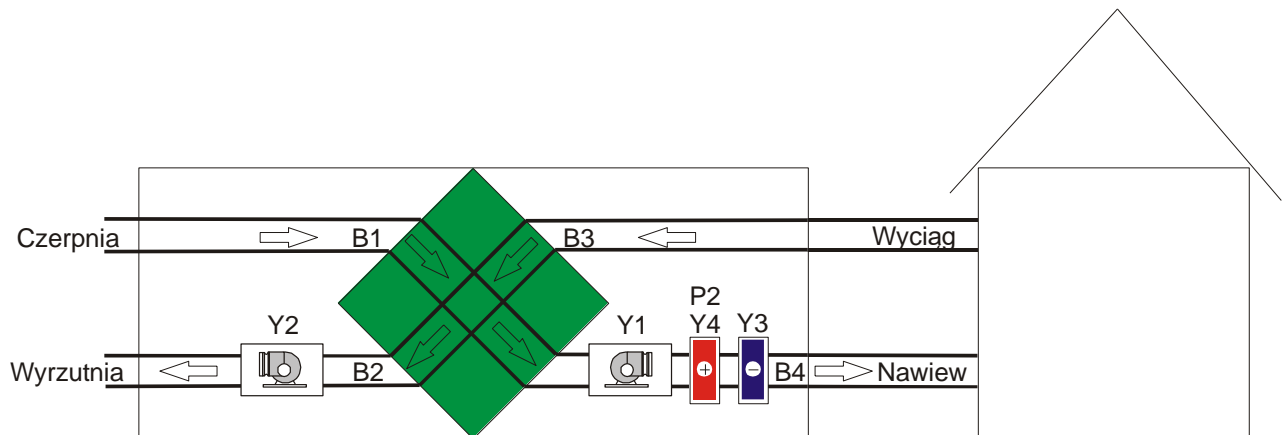 Czerpnia B1 B3 Wyciąg
P2
Y2 Y1 Y4 Y3
Wyrzutnia B2 + − B4 Nawiew